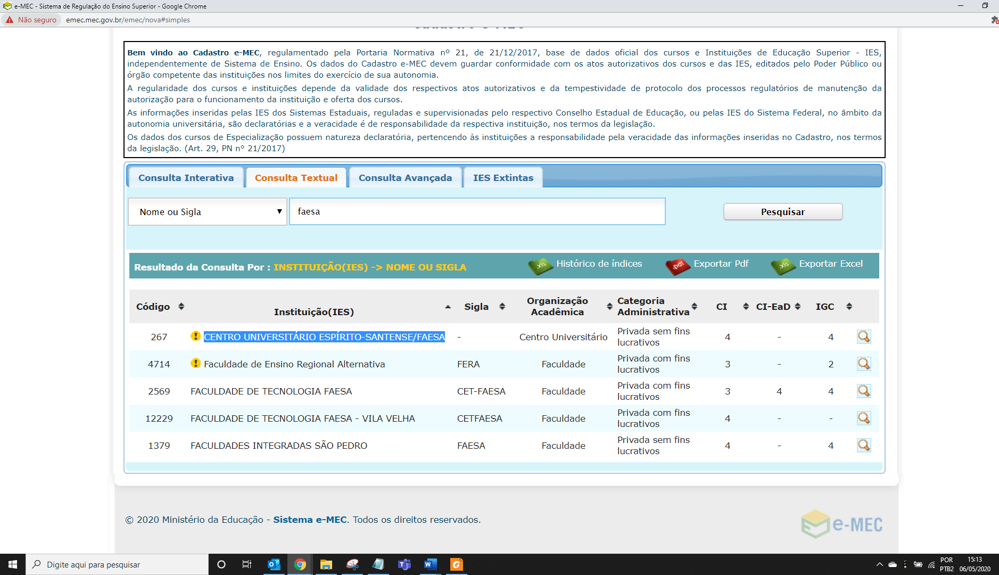 e-MEC - Sistema de Regulação do Ensino Superior - Google Chrome
Não seguro emec.mec.gov.br/emec/nova#simples
Bem vindo ao Cadastro e-MEC, regulamentado pela Portaria Normativa nº 21, de 21/12/2017, base de dados oficial dos cursos e Instituições de Educação Superior - IES,
independentemente de Sistema de Ensino. Os dados do Cadastro e-MEC devem guardar conformidade com os atos autorizativos dos cursos e das IES, editados pelo Poder Público ou
órgão competente das instituições nos limites do exercício de sua autonomia.
A regularidade dos cursos e instituições depende da validade dos respectivos atos autorizativos e da tempestividade de protocolo dos processos regulatórios de manutenção da
autorização para o funcionamento da instituição e oferta dos cursos.
As informações inseridas pelas IES dos Sistemas Estaduais, reguladas e supervisionadas pelo respectivo Conselho Estadual de Educação, ou pelas IES do Sistema Federal, no âmbito da
autonomia universitária, são declaratórias e a veracidade é de responsabilidade da respectiva instituição, nos termos da legislação.
Os dados dos cursos de Especialização possuem natureza declaratória, pertencendo às instituições a responsabilidade pela veracidade das informações inseridas no Cadastro, nos termos
da legislação. (Art. 29, PN nº 21/2017)
Consulta Interativa Consulta Textual Consulta Avançada IES Extintas
Nome ou Sigla faesa Pesquisar
Resultado da Consulta Por : INSTITUIÇÃO(IES) -> NOME OU SIGLA .xls Histórico de índices .pdf Exportar Pdf .xls Exportar Excel
Código Instituição(IES) Sigla Organização Acadêmica Categoria Administrativa CI CI-EaD IGC
267 CENTRO UNIVERSITÁRIO ESPÍRITO-SANTENSE/FAESA - Centro Universitário Privada sem fins lucrativos 4 - 4
4714 Faculdade de Ensino Regional Alternativa FERA Faculdade Privada com fins lucrativos 3 - 2
2569 FACULDADE DE TECNOLOGIA FAESA CET-FAESA Faculdade Privada com fins lucrativos 3 4 4
12229 FACULDADE DE TECNOLOGIA FAESA - VILA VELHA CETFAESA Faculdade Privada com fins lucrativos 4 - -
1379 FACULDADES INTEGRADAS SÃO PEDRO FAESA Faculdade Privada sem fins lucrativos 4 - 4
© 2020 Ministério da Educação - Sistema e-MEC. Todos os direitos reservados.
e-MEC
Digite aqui para pesquisar
POR 15:13
PTB2 06/05/2020